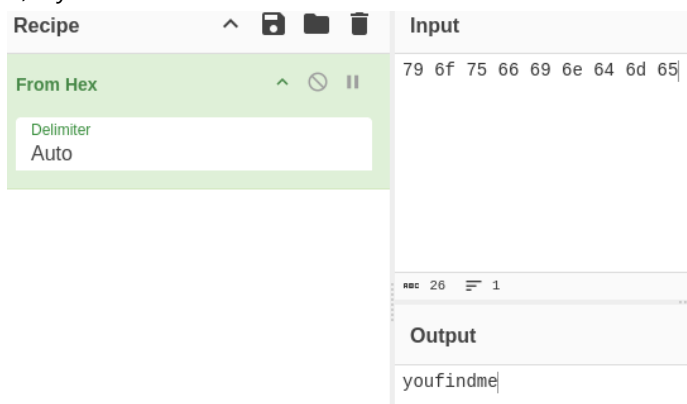 Recipe
Input
From Hex
Delimiter
Auto
79 6f 75 66 69 6e 64 6d 65
ABC 26 1
Output
youfindme